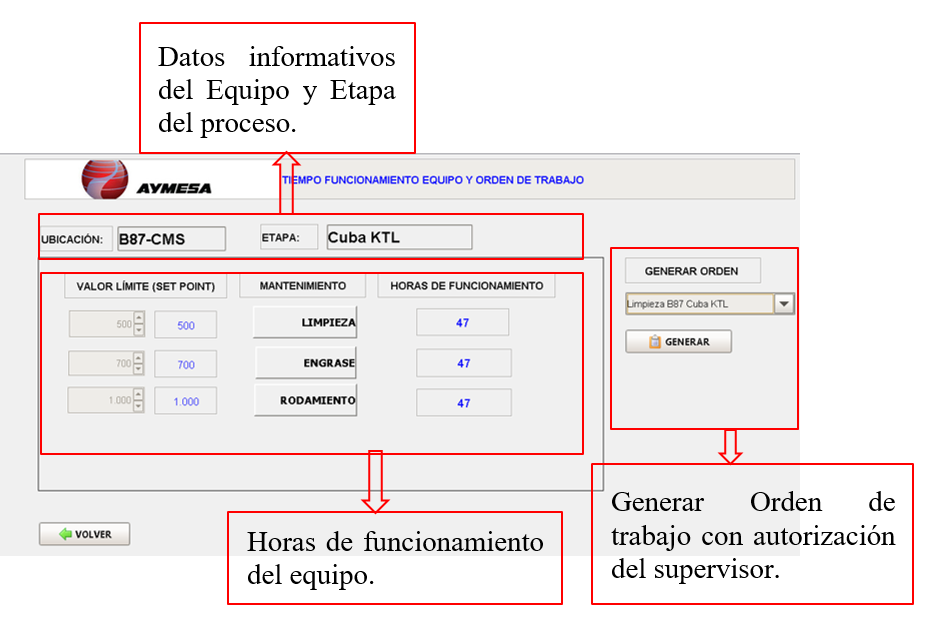 Datos informativos
del Equipo y Etapa
del proceso.
AYMESA
TIEMPO FUNCIONAMIENTO EQUIPO Y ORDEN DE TRABAJO
UBICACIÓN: B87-CMS ETAPA: Cuba KTL
VALOR LÍMITE (SET POINT) MANTENIMIENTO HORAS DE FUNCIONAMIENTO
500 500 LIMPIEZA 47
700 700 ENGRASE 47
1.000 1.000 RODAMIENTO 47
GENERAR ORDEN
Limpieza B87 Cuba KTL
GENERAR
VOLVER
Horas de funcionamiento
del equipo.
Generar Orden de
trabajo con autorización
del supervisor.